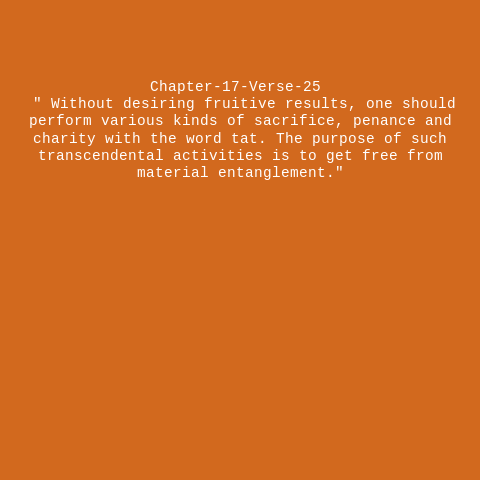 Chapter-17-Verse-25
" Without desiring fruitive results, one should
perform various kinds of sacrifice, penance and
charity with the word tat. The purpose of such
transcendental activities is to get free from
material entanglement."